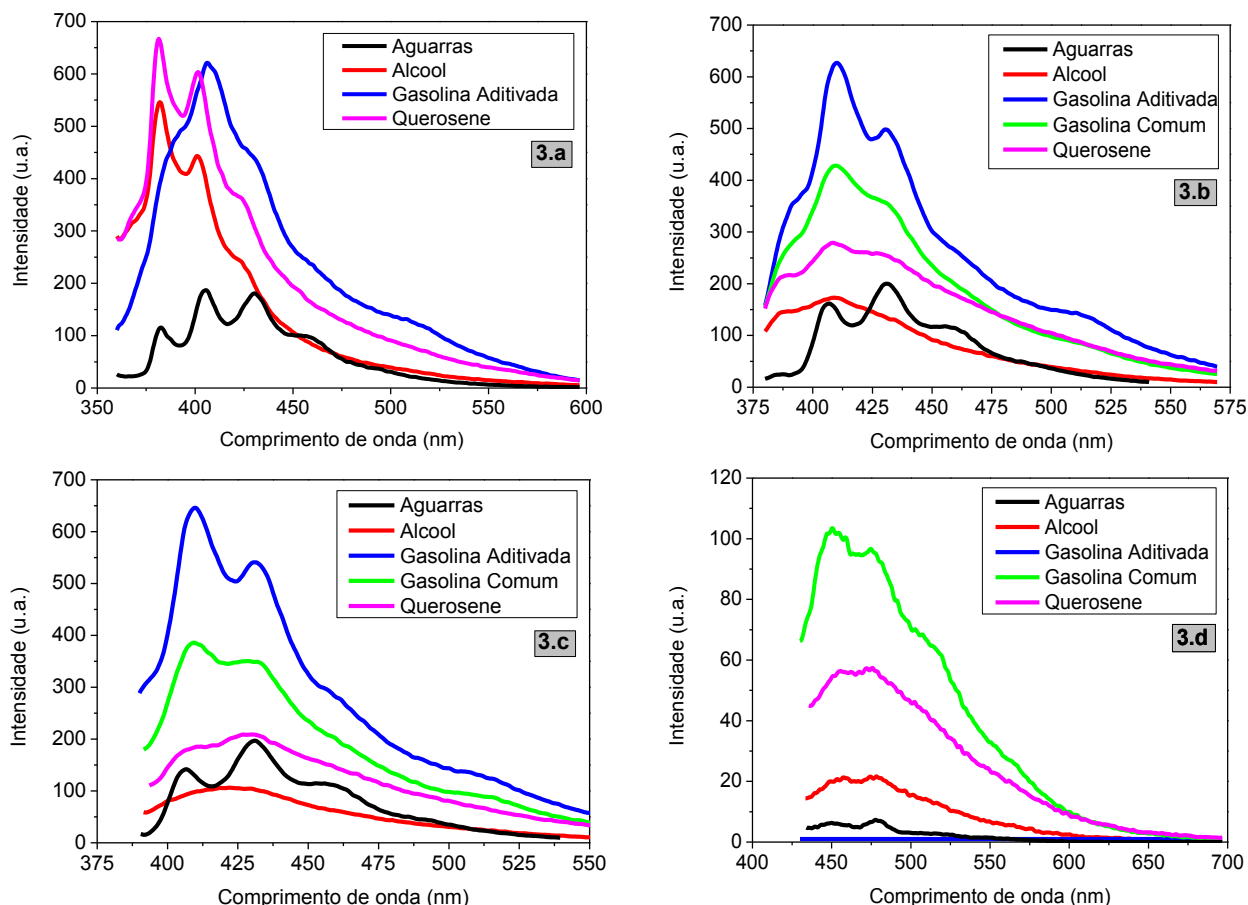 700
600
500
400
300
200
100
0
Intensidade (u.a.)
Aguarras
Alcool
Gasolina Aditivada
Querosene
3.a
350 400 450 500 550 600
Comprimento de onda (nm)
700
600
500
400
300
200
100
0
Intensidade (u.a.)
Aguarras
Alcool
Gasolina Aditivada
Gasolina Comum
Querosene
3.b
375 400 425 450 475 500 525 550 575
Comprimento de onda (nm)
700
600
500
400
300
200
100
0
Intensidade (u.a.)
Aguarras
Alcool
Gasolina Aditivada
Gasolina Comum
Querosene
3.c
375 400 425 450 475 500 525 550
Comprimento de onda (nm)
120
100
80
60
40
20
0
Intensidade (u.a.)
Aguarras
Alcool
Gasolina Aditivada
Gasolina Comum
Querosene
3.d
400 450 500 550 600 650 700
Comprimento de onda (nm)